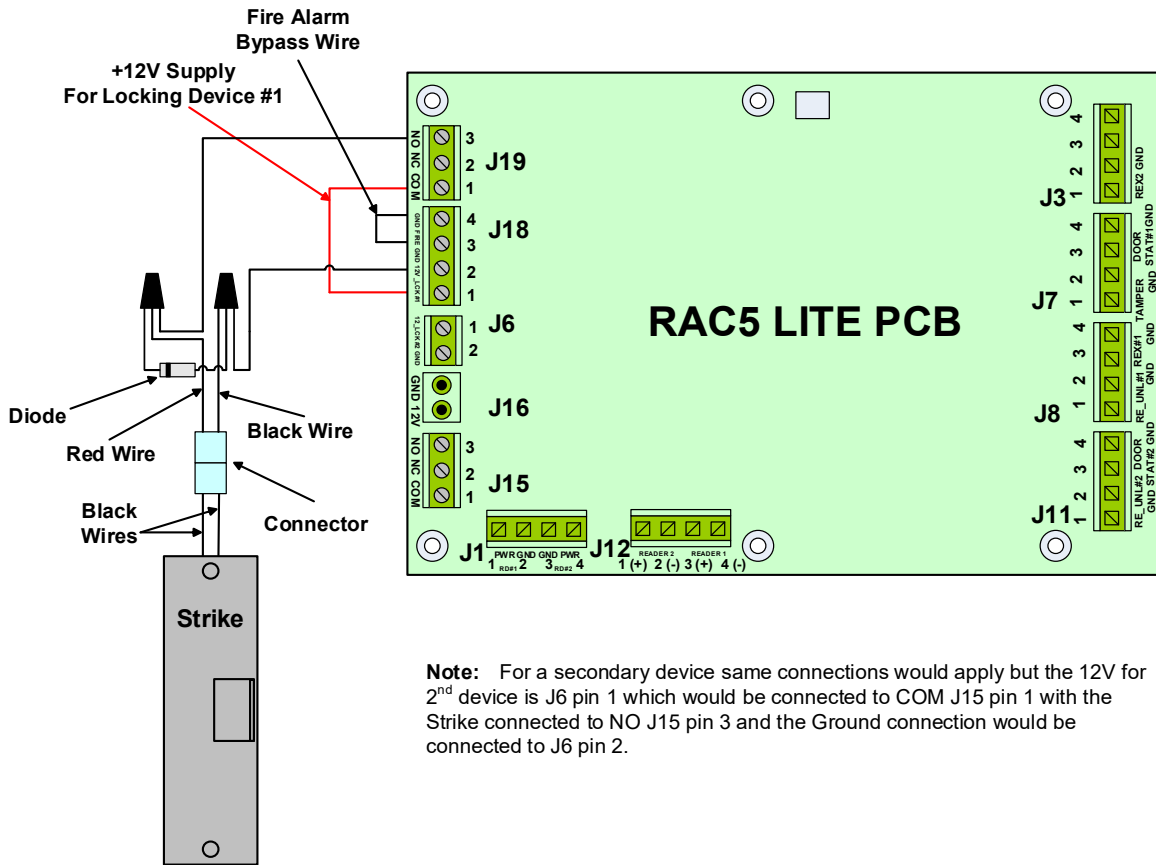 Fire Alarm
Bypass Wire
+12V Supply
For Locking Device #1
NO NC COM
3
2
1
J19
GND FIRE GND 12V_LCK#1
4
3
2
1
J18
12_LCK#2 GND
1
2
J6
GND 12V
J16
NO NC COM
3
2
1
J15
RAC5 LITE PCB
4
3
2
1
J3
REX2 GND
4
3
2
1
J7
TAMPER
GND
DOOR
STAT#1GND
4
3
2
1
J8
RE_UNL#1 REX#1
GND
GND
4
3
2
1
J11
RE_UNL#2 DOOR
GND STAT#2 GND
J1
PWR GND GND PWR
1 RD#1 2 3 RD#2 4
J12
READER 2 READER 1
1 (+) 2 (-) 3 (+) 4 (-)
Diode
Red Wire
Black Wire
Black
Wires
Connector
Strike
Note: For a secondary device same connections would apply but the 12V for
2nd device is J6 pin 1 which would be connected to COM J15 pin 1 with the
Strike connected to NO J15 pin 3 and the Ground connection would be
connected to J6 pin 2.